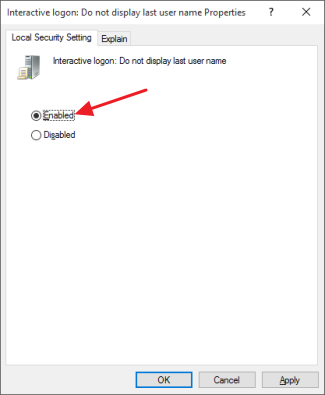 Interactive logon: Do not display last user name Properties ? ×
Local Security Setting Explain
Interactive logon: Do not display last user name
Enabled
Disabled
OK Cancel Apply